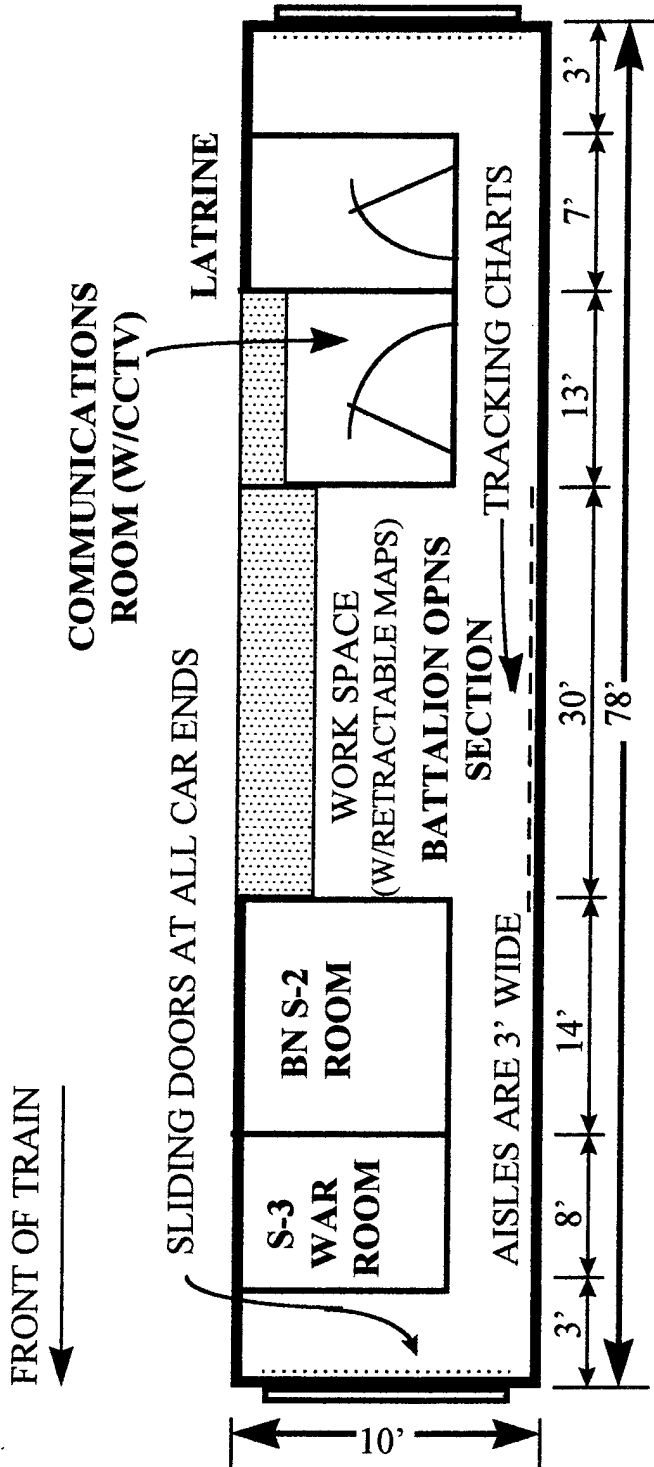 FRONT OF TRAIN
SLIDING DOORS AT ALL CAR ENDS
COMMUNICATIONS
ROOM (W/CCTV)
LATRINE
S-3
WAR
ROOM
BN S-2
ROOM
WORK SPACE
(W/RETRACTABLE MAPS)
BATTALION OPNS
SECTION
TRACKING CHARTS
AISLES ARE 3' WIDE
10'
3'
8'
14'
30'
13'
7'
3'
78'